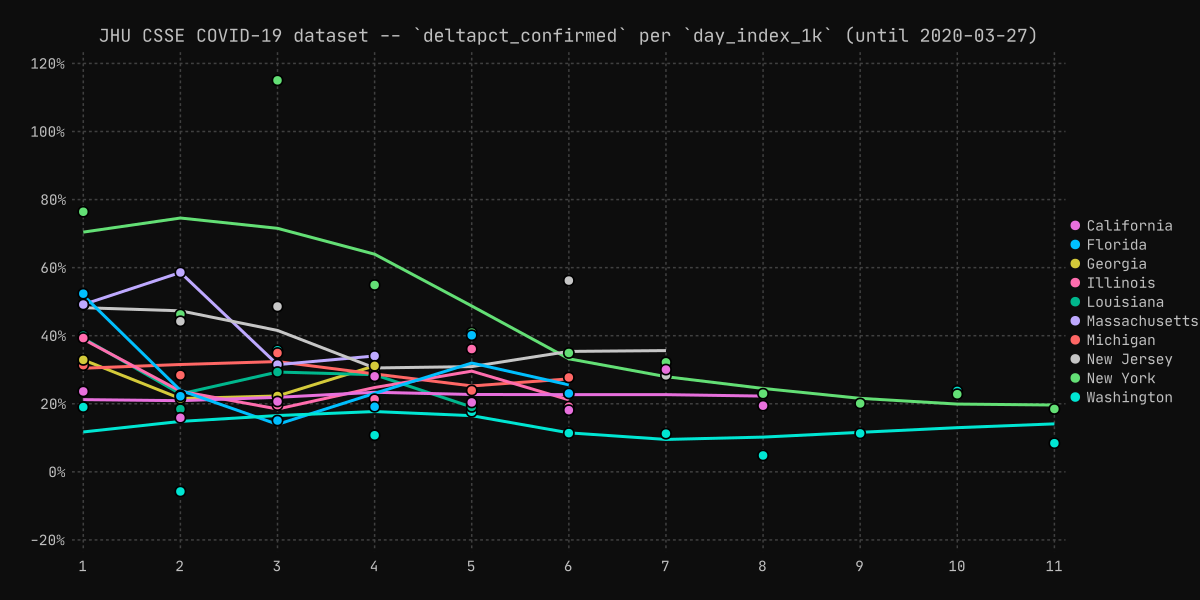 JHU CSSE COVID-19 dataset -- `deltapct_confirmed` per `day_index_1k` (until 2020-03-27)
120%
100%
80%
60%
40%
20%
0%
-20%
1 2 3 4 5 6 7 8 9 10 11
California
Florida
Georgia
Illinois
Louisiana
Massachusetts
Michigan
New Jersey
New York
Washington